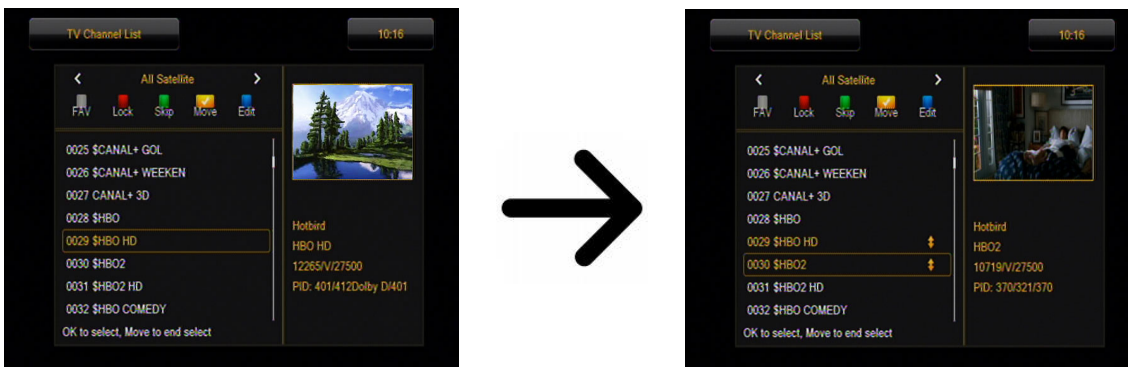 TV Channel List
10:16
All Satellite
FAV Lock Skip Move Edit
0025 $CANAL+ GOL
0026 $CANAL+ WEEKEN
0027 CANAL+ 3D
0028 $HBO
0029 $HBO HD
0030 $HBO2
0031 $HBO2 HD
0032 $HBO COMEDY
OK to select, Move to end select
Hotbird
HBO HD
12265/V/27500
PID: 401/412Dolby D/401
TV Channel List
10:16
All Satellite
FAV Lock Skip Move Edit
0025 $CANAL+ GOL
0026 $CANAL+ WEEKEN
0027 CANAL+ 3D
0028 $HBO
0029 $HBO HD
0030 $HBO2
0031 $HBO2 HD
0032 $HBO COMEDY
OK to select, Move to end select
Hotbird
HBO2
10719/V/27500
PID: 370/321/370